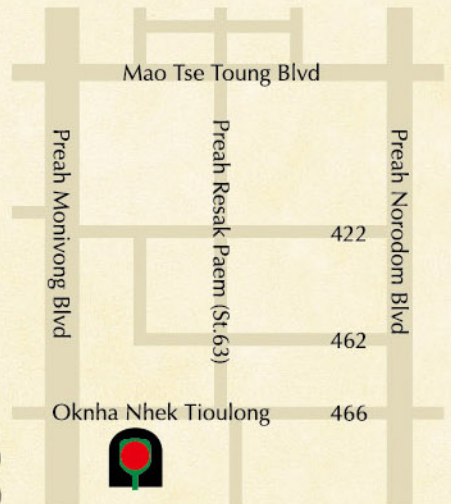 Mao Tse Toung Blvd
Preah Monivong Blvd
Preah Resak Paem (St.63)
Preah Norodom Blvd
422
462
Oknha Nhek Tioulong 466